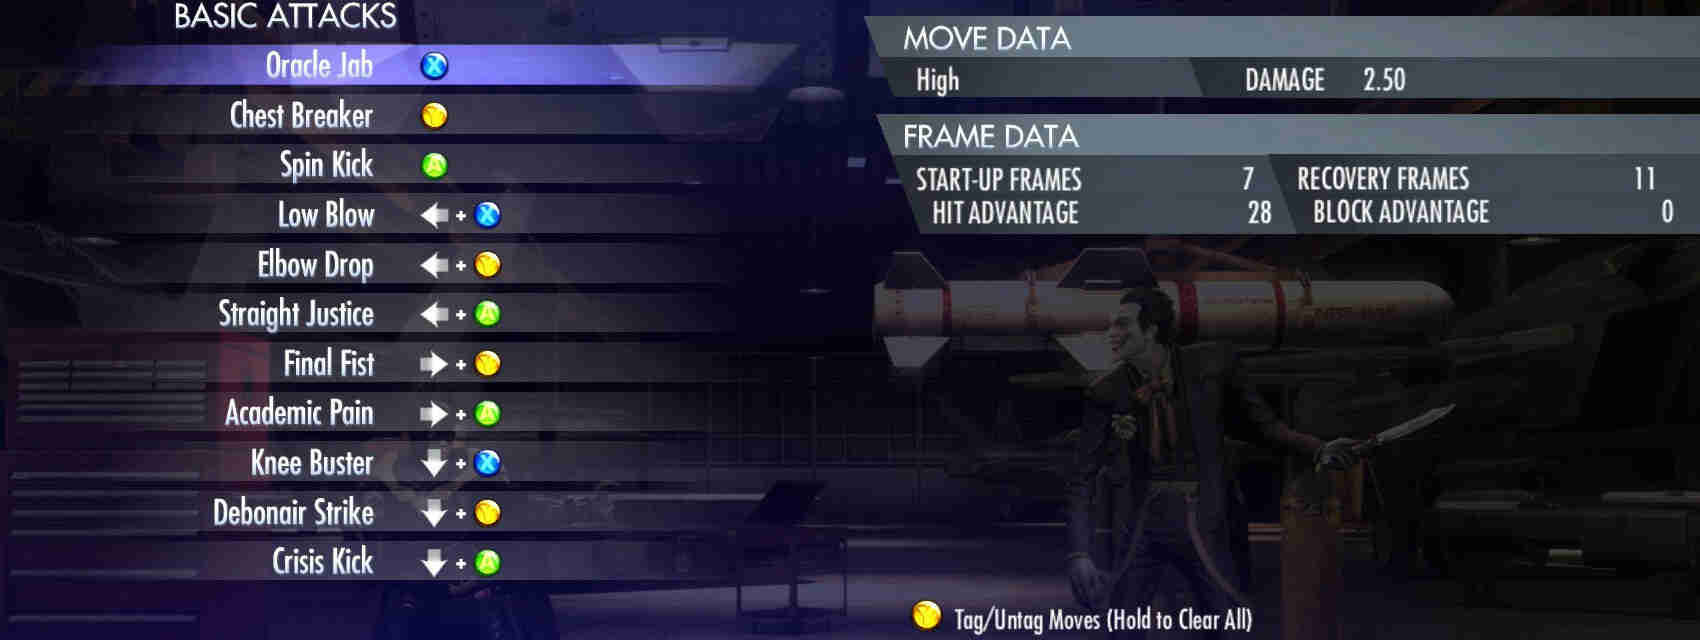 BASIC ATTACKS
Oracle Jab X
Chest Breaker Y
Spin Kick A
Low Blow + X
Elbow Drop + Y
Straight Justice + A
Final Fist + Y
Academic Pain + A
Knee Buster + X
Debonair Strike + Y
Crisis Kick + A
MOVE DATA
High DAMAGE 2.50
FRAME DATA
START-UP FRAMES 7 RECOVERY FRAMES 11
HIT ADVANTAGE 28 BLOCK ADVANTAGE 0
Y Tag/Untag Moves (Hold to Clear All)